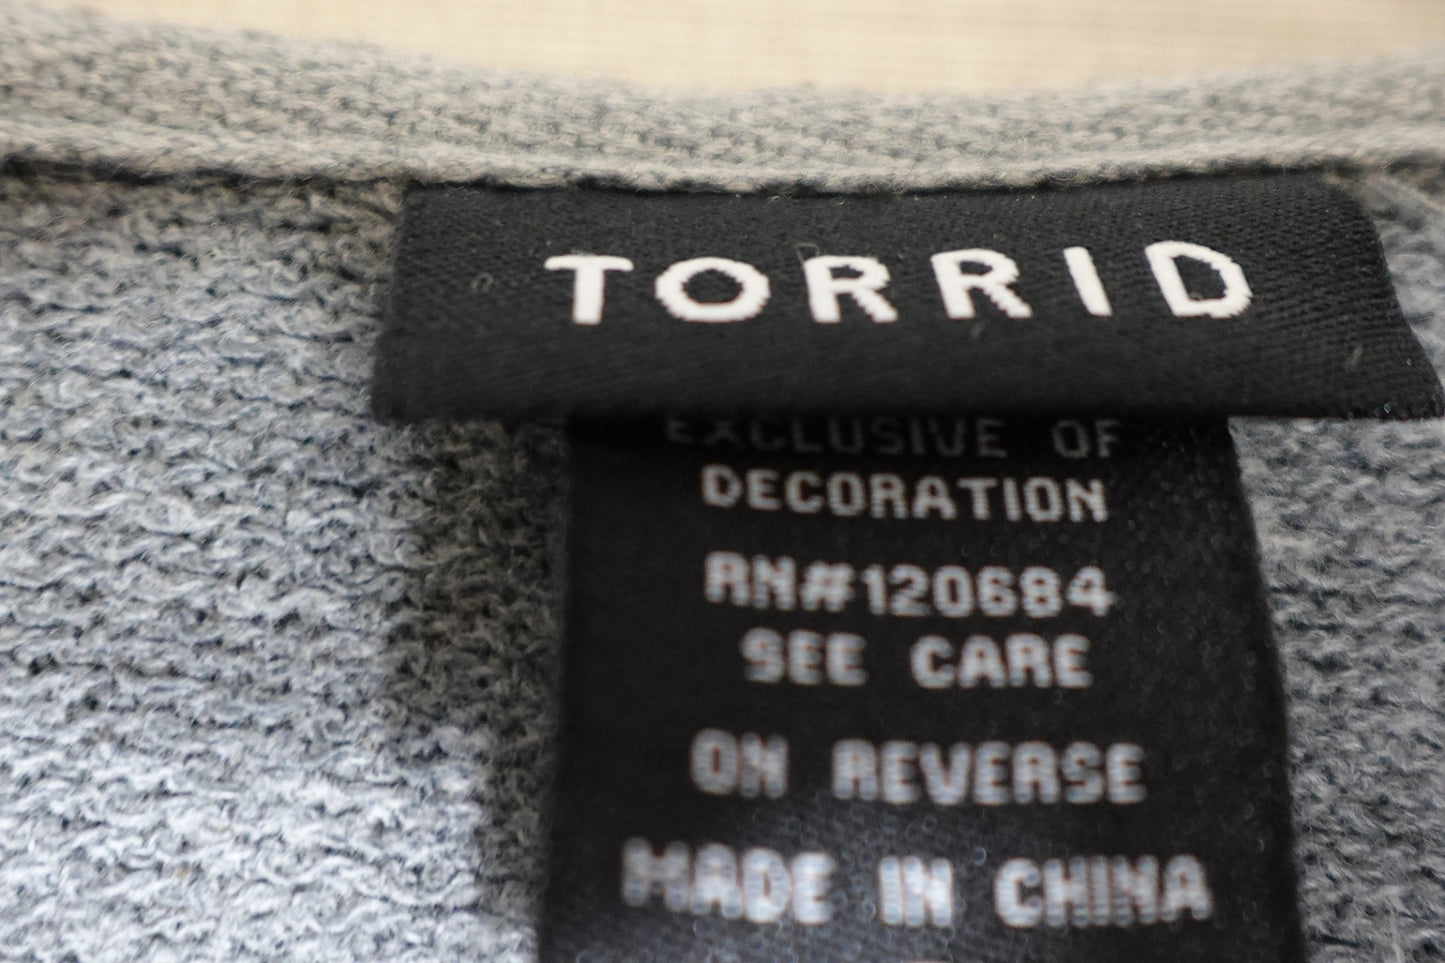 TORRID
EXCLUSIVE OF
DECORATION
RN#120684
SEE CARE
ON REVERSE
MADE IN CHINA